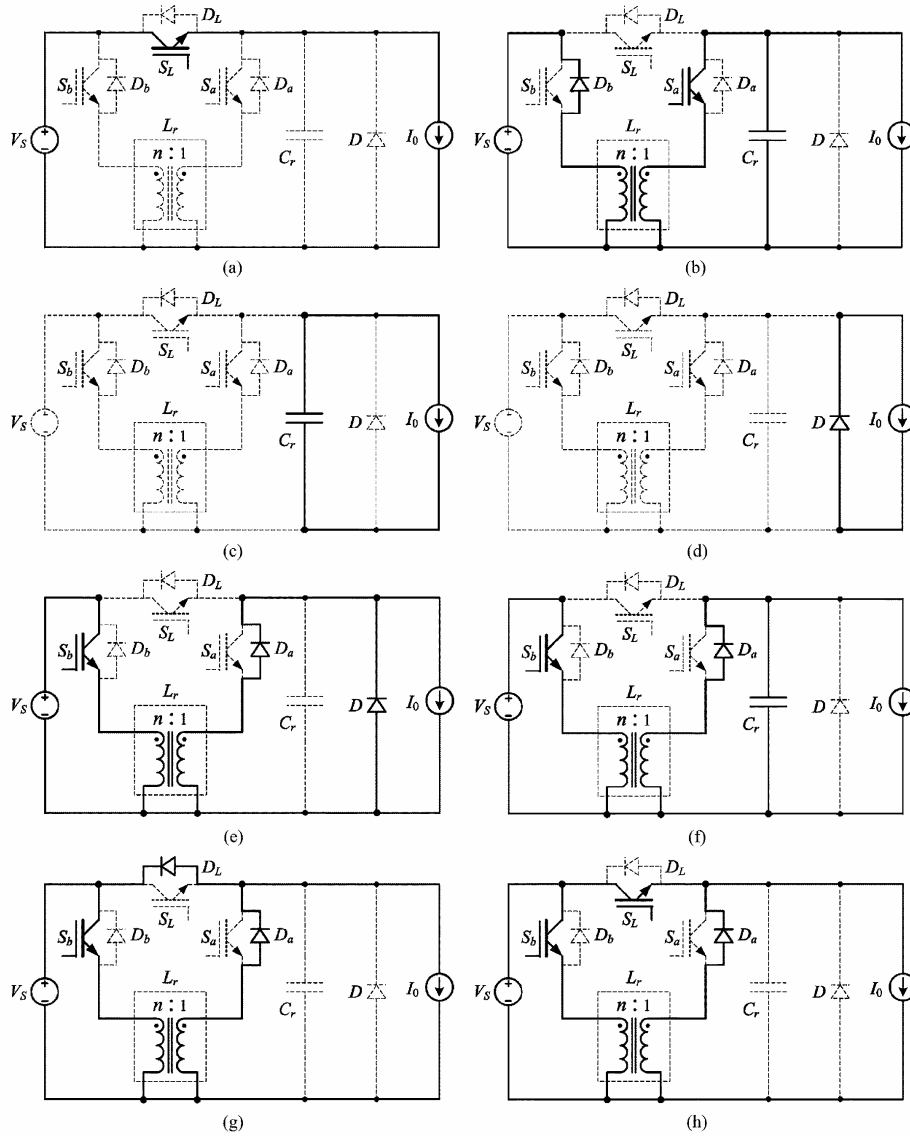 D_L
S_L
S_b D_b S_a D_a
L_r
V_S n : 1 C_r D I_0
(a)
D_L
S_L
S_b D_b S_a D_a
L_r
V_S n : 1 C_r D I_0
(b)
D_L
S_L
S_b D_b S_a D_a
L_r
V_S n : 1 C_r D I_0
(c)
D_L
S_L
S_b D_b S_a D_a
L_r
V_S n : 1 C_r D I_0
(d)
D_L
S_L
S_b D_b S_a D_a
L_r
V_S n : 1 C_r D I_0
(e)
D_L
S_L
S_b D_b S_a D_a
L_r
V_S n : 1 C_r D I_0
(f)
D_L
S_L
S_b D_b S_a D_a
L_r
V_S n : 1 C_r D I_0
(g)
D_L
S_L
S_b D_b S_a D_a
L_r
V_S n : 1 C_r D I_0
(h)